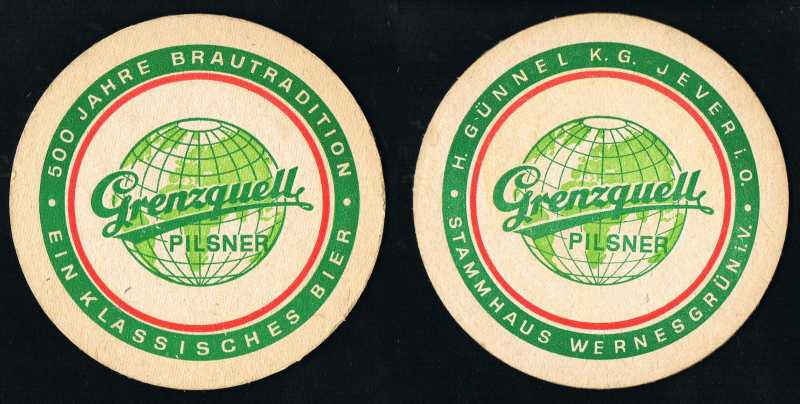 500 JAHRE BRAUTRADITION
Grenzquell
PILSNER
EIN KLASSISCHES BIER
H. GÜNNEL K.G. JEVER i. O.
Grenzquell
PILSNER
STAMMHAUS WERNESGRÜN i.V.